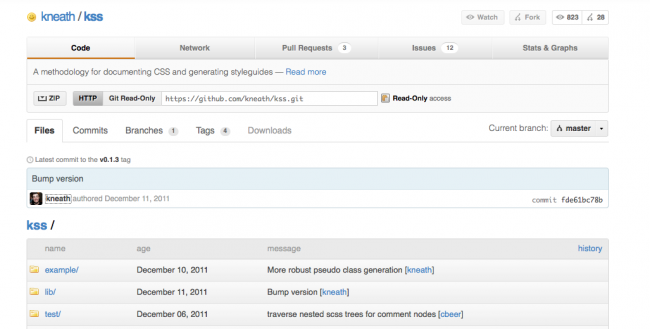 kneath / kss
Watch Fork 823 28
Code Network Pull Requests 3 Issues 12 Stats & Graphs
A methodology for documenting CSS and generating styleguides — Read more
ZIP HTTP Git Read-Only https://github.com/kneath/kss.git Read-Only access
Files Commits Branches 1 Tags 4 Downloads Current branch: master
Latest commit to the v0.1.3 tag
Bump version
kneath authored December 11, 2011 commit fde61bc78b
kss /
name age message history
example/ December 10, 2011 More robust pseudo class generation [kneath]
lib/ December 11, 2011 Bump version [kneath]
test/ December 06, 2011 traverse nested scss trees for comment nodes [cbeer]